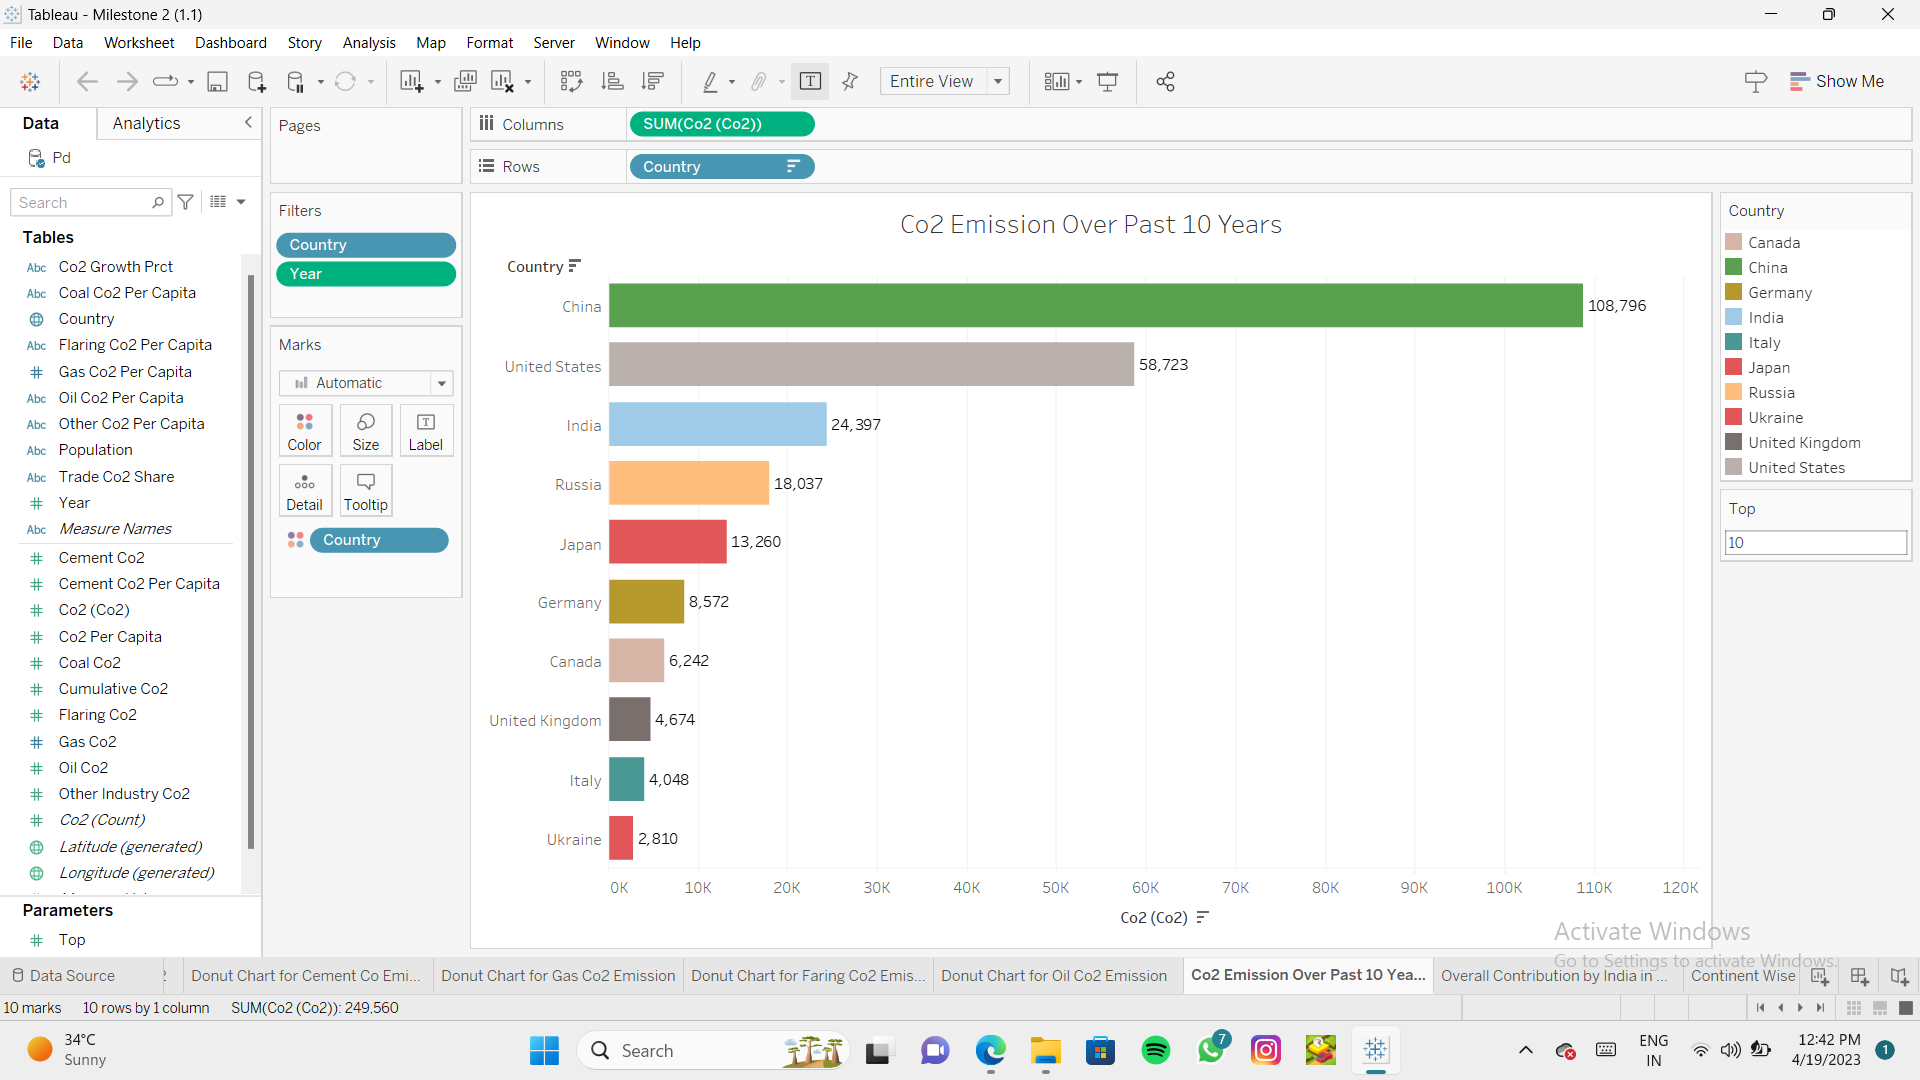 Tableau - Milestone 2 (1.1)
File Data Worksheet Dashboard Story Analysis Map Format Server Window Help
Entire View
Show Me
Data Analytics
Pd
Search
Tables
Abc Co2 Growth Prct
Abc Coal Co2 Per Capita
Country
Abc Flaring Co2 Per Capita
Gas Co2 Per Capita
Abc Oil Co2 Per Capita
Abc Other Co2 Per Capita
Abc Population
Abc Trade Co2 Share
Year
Abc Measure Names
Cement Co2
Cement Co2 Per Capita
Co2 (Co2)
Co2 Per Capita
Coal Co2
Cumulative Co2
Flaring Co2
Gas Co2
Oil Co2
Other Industry Co2
Co2 (Count)
Latitude (generated)
Longitude (generated)
Parameters
Top
Pages
Filters
Country
Year
Marks
Automatic
Color Size Label
Detail Tooltip
Country
Columns SUM(Co2 (Co2))
Rows Country
Co2 Emission Over Past 10 Years
Country
China 108,796
United States 58,723
India 24,397
Russia 18,037
Japan 13,260
Germany 8,572
Canada 6,242
United Kingdom 4,674
Italy 4,048
Ukraine 2,810
0K 10K 20K 30K 40K 50K 60K 70K 80K 90K 100K 110K 120K
Co2 (Co2)
Country
Canada
China
Germany
India
Italy
Japan
Russia
Ukraine
United Kingdom
United States
Top
10
Activate Windows
Go to Settings to activate Windows.
Data Source Donut Chart for Cement Co Emi... Donut Chart for Gas Co2 Emission Donut Chart for Faring Co2 Emis... Donut Chart for Oil Co2 Emission Co2 Emission Over Past 10 Yea... Overall Contribution by India in ... Continent Wise
10 marks 10 rows by 1 column SUM(Co2 (Co2)): 249,560
34°C
Sunny
Search
7
ENG
IN
12:42 PM
4/19/2023
1